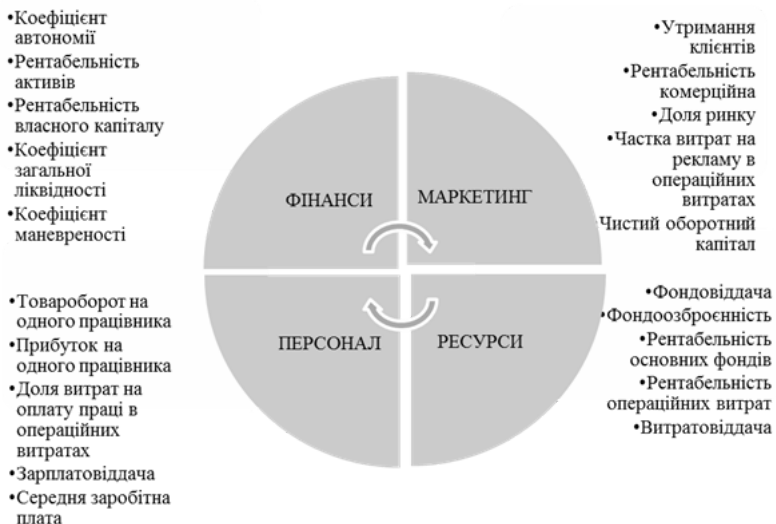 •Коефіцієнт
автономії
•Рентабельність
активів
•Рентабельність
власного капіталу
•Коефіцієнт
загальної
ліквідності
•Коефіцієнт
маневреності
•Утримання
клієнтів
•Рентабельність
комерційна
•Доля ринку
•Частка витрат на
рекламу в
операційних
витратах
•Чистий оборотний
капітал
ФІНАНСИ
МАРКЕТИНГ
ПЕРСОНАЛ
РЕСУРСИ
•Товароборот на
одного працівника
•Прибуток на
одного працівника
•Доля витрат на
оплату праці в
операційних
витратах
•Зарплатовіддача
•Середня заробітна
плата
•Фондовіддача
•Фондоозброєнність
•Рентабельність
основних фондів
•Рентабельність
операційних витрат
•Витратовіддача